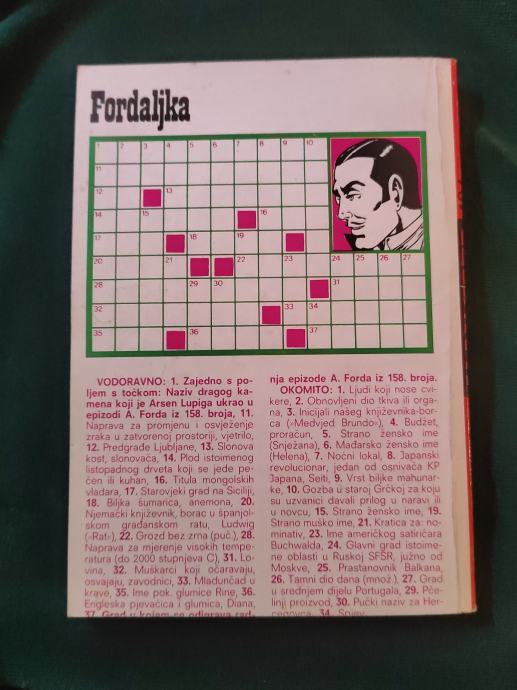 Fordaljka
1 2 3 4 5 6 7 8 9 10
11
12 13
14 15 16
17 18 19
20 21 22 23 24 25 26 27
28 29 30 31
32 33 34
35 36 37
VODORAVNO: 1. Zajedno s po-
ljem s točkom: Naziv dragog ka-
mena koji je Arsen Lupiga ukrao u
epizodi A. Forda iz 158. broja, 11.
Naprava za promjenu i osvježenje
zraka u zatvorenoj prostoriji, vjetrilo,
12. Predgrađe Ljubljane, 13. Slonova
kost, slonovača, 14. Plod istoimenog
listopadnog drveta koji se jede pe-
čen ili kuhan, 16. Titula mongolskih
vladara, 17. Starovjeki grad na Siciliji,
18. Biljka šumarica, anemona, 20.
Njemački književnik, borac u španjol-
skom građanskom ratu, Ludwig
(»Rat«), 22. Grozd bez zrna (puč.), 28.
Naprava za mjerenje visokih tempe-
ratura (do 2000 stupnjeva C), 31. Lo-
vina, 32. Muškarci koji očaravaju,
osvajaju, zavodnici, 33. Mladunčad u
krave, 35. Ime pok. glumice Rine, 36.
Engleska pjevačica i glumica, Diana,
37. Grad u kojem se odigrava rad-
nja epizode A. Forda iz 158. broja.
OKOMITO: 1. Ljudi koji nose cvi-
kere, 2. Obnovljeni dio tkiva ili orga-
na, 3. Inicijali našeg književnika-bor-
ca (»Medvjed Brundo«), 4. Budžet,
proračun, 5. Strano žensko ime
(Snježana), 6. Mađarsko žensko ime
(Helena), 7. Noćni lokal, 8. Japanski
revolucionar, jedan od osnivača KP
Japana, Seiti, 9. Vrst biljke mahunar-
ke, 10. Gozba u staroj Grčkoj za koju
su uzvanici davali prilog u naravi ili
u novcu, 15. Strano žensko ime, 19.
Strano muško ime, 21. Kratica za: no-
minativ, 23. Ime američkog satiričara
Buchwalda, 24. Glavni grad istoime-
ne oblasti u Ruskoj SFSR, južno od
Moskve, 25. Prastanovnik Balkana,
26. Tamni dio dana (množ.), 27. Grad
u srednjem dijelu Portugala, 29. Pče-
linji proizvod, 30. Pučki naziv za Her-
cegovca, 34. Spjev